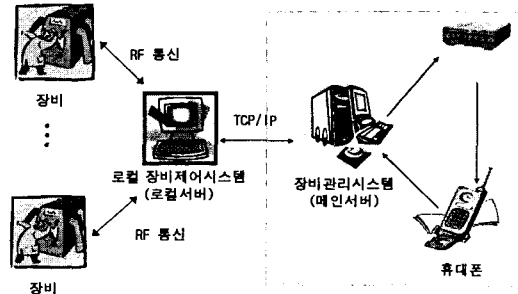 RF 통신
장비
TCP/IP
로컬 장비제어시스템
(로컬서버)
장비관리시스템
(메인서버)
RF 통신
휴대폰
장비